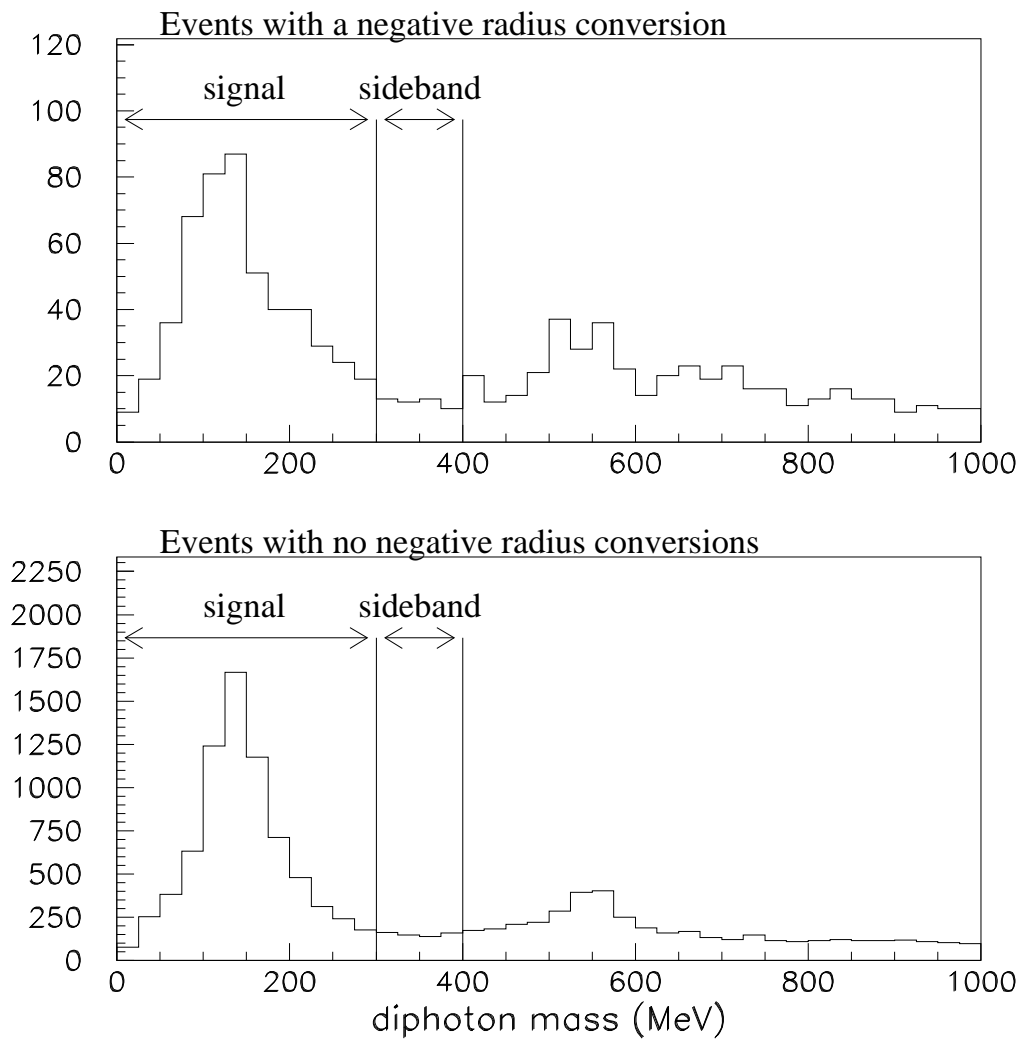 Events with a negative radius conversion
120
signal sideband
100
80
60
40
20
0
0 200 400 600 800 1000
Events with no negative radius conversions
2250
signal sideband
2000
1750
1500
1250
1000
750
500
250
0
0 200 400 600 800 1000
diphoton mass (MeV)